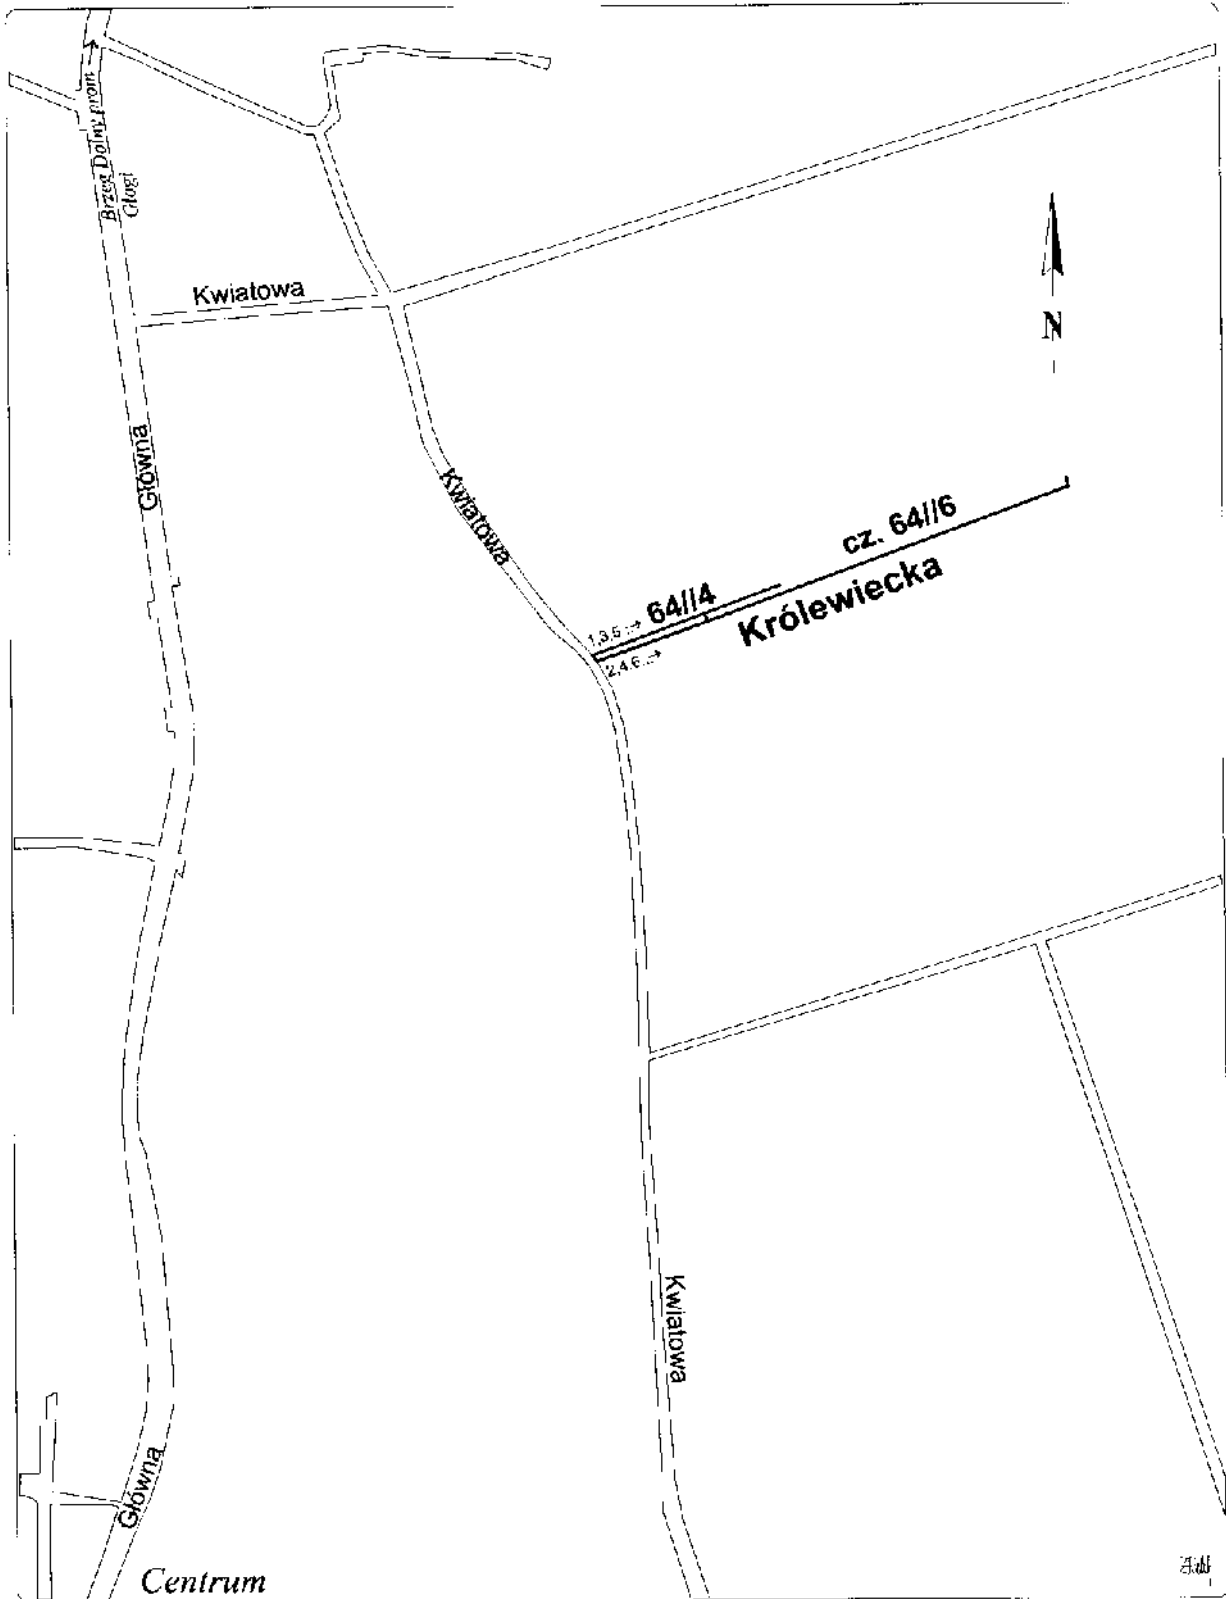 Brzeg Dolny prom
Głogi
Kwiatowa
N
Główna
Kwiatowa
cz. 64//6
64//4
Królewiecka
1,3,5...→
2,4,6...→
Kwiatowa
Główna
Centrum